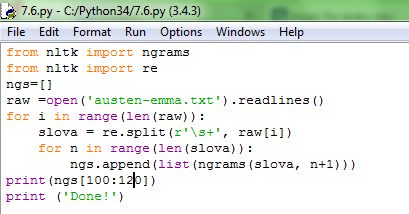 7.6.py - C:/Python34/7.6.py (3.4.3)
File Edit Format Run Options Windows Help
from nltk import ngrams
from nltk import re
ngs=[]
raw =open('austen-emma.txt').readlines()
for i in range(len(raw)):
    slova = re.split(r'\s+', raw[i])
    for n in range(len(slova)):
        ngs.append(list(ngrams(slova, n+1)))
print(ngs[100:120])
print ('Done!')